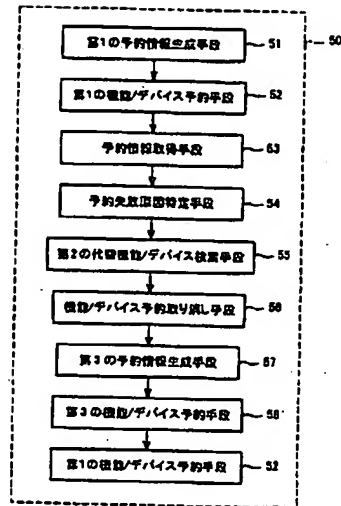 第1の予約情報生成手段 51 50
第1の機能/デバイス予約手段 52
予約情報取得手段 53
予約失敗原因特定手段 54
第2の代替機能/デバイス検索手段 55
機能/デバイス予約取り消し手段 56
第3の予約情報生成手段 57
第3の機能/デバイス予約手段 58
第1の機能/デバイス予約手段 52